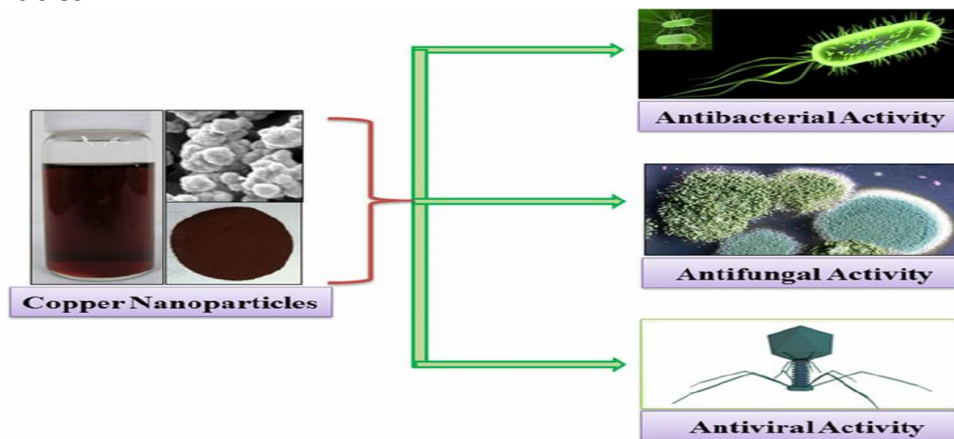 Copper Nanoparticles
Antibacterial Activity
Antifungal Activity
Antiviral Activity